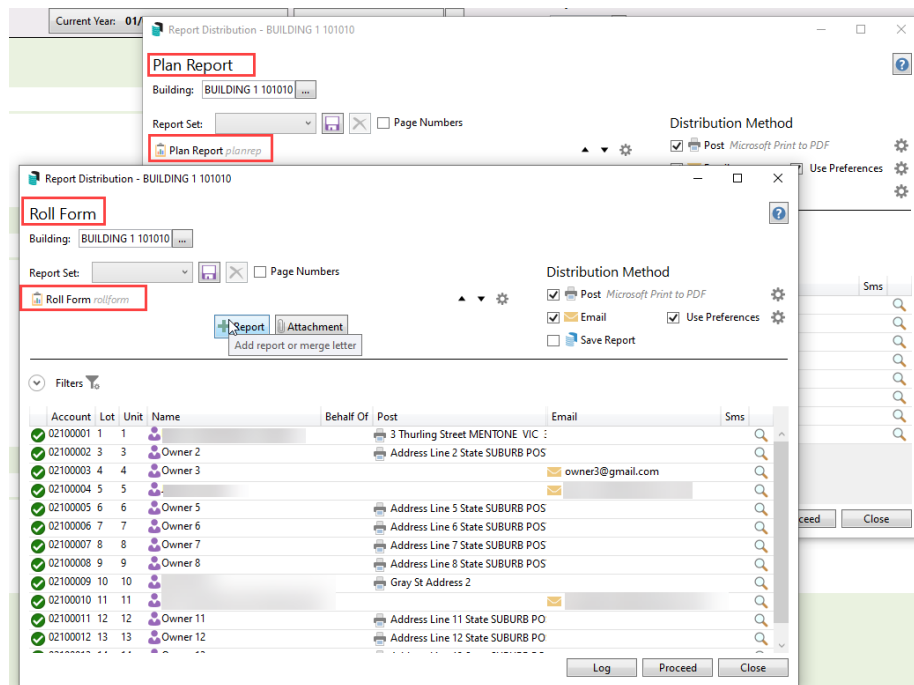 Current Year: 01/
Report Distribution - BUILDING 1 101010
Plan Report
Building: BUILDING 1 101010 ...
Report Set: Page Numbers
Distribution Method
Plan Report planrep
Post Microsoft Print to PDF
Use Preferences
Sms
ceed Close
Report Distribution - BUILDING 1 101010
Roll Form
Building: BUILDING 1 101010 ...
Report Set: Page Numbers
Distribution Method
Roll Form rollform
Post Microsoft Print to PDF
Report Attachment
Email Use Preferences
Add report or merge letter
Save Report
Filters
Account Lot Unit Name Behalf Of Post Email Sms
02100001 1 1 3 Thurling Street MENTONE VIC
02100002 3 3 Owner 2 Address Line 2 State SUBURB POS
02100003 4 4 Owner 3 owner3@gmail.com
02100004 5 5
02100005 6 6 Owner 5 Address Line 5 State SUBURB POS
02100006 7 7 Owner 6 Address Line 6 State SUBURB POS
02100007 8 8 Owner 7 Address Line 7 State SUBURB POS
02100008 9 9 Owner 8 Address Line 8 State SUBURB POS
02100009 10 10 Gray St Address 2
02100010 11 11
02100011 12 12 Owner 11 Address Line 11 State SUBURB PO
02100012 13 13 Owner 12 Address Line 12 State SUBURB PO
Log Proceed Close